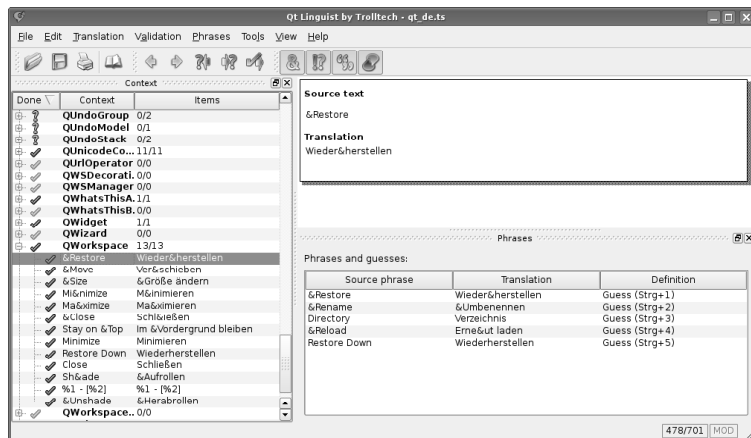 Qt Linguist by Trolltech - qt_de.ts
File Edit Translation Validation Phrases Tools View Help
Context
Done Context Items
QUndoGroup 0/2
QUndoModel 0/1
QUndoStack 0/2
QUnicodeCo... 11/11
QUrlOperator 0/0
QWSDecorati. 0/0
QWSManager 0/0
QWhatsThisA. 1/1
QWhatsThisB. 0/0
QWidget 1/1
QWizard 0/0
QWorkspace 13/13
&Restore Wieder&herstellen
&Move Ver&schieben
&Size &Größe ändern
Mi&nimize M&inimieren
Ma&ximize Ma&ximieren
&Close Schl&ießen
Stay on &Top Im &Vordergrund bleiben
Minimize Minimieren
Restore Down Wiederherstellen
Close Schließen
Sh&ade &Aufrollen
%1 - [%2] %1 - [%2]
&Unshade &Herabrollen
QWorkspace.. 0/0
Source text
&Restore
Translation
Wieder&herstellen
Phrases
Phrases and guesses:
Source phrase Translation Definition
&Restore Wieder&herstellen Guess (Strg+1)
&Rename &Umbenennen Guess (Strg+2)
Directory Verzeichnis Guess (Strg+3)
&Reload Erne&ut laden Guess (Strg+4)
Restore Down Wiederherstellen Guess (Strg+5)
478/701 MOD